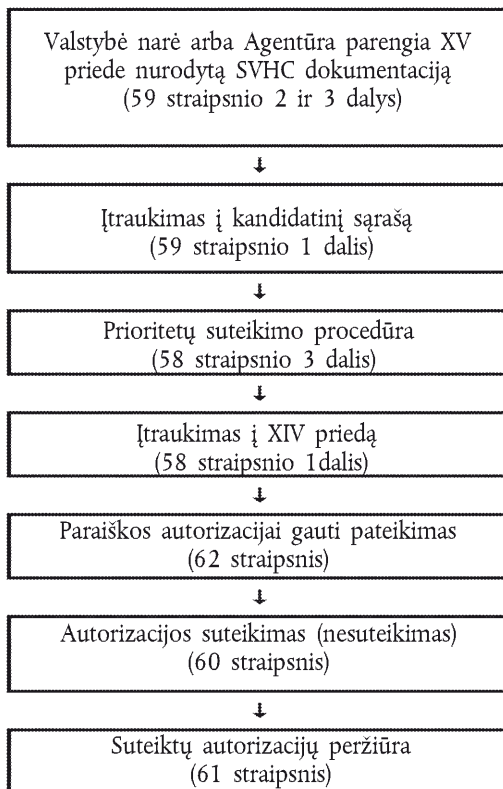 Valstybė narė arba Agentūra parengia XV
priede nurodytą SVHC dokumentaciją
(59 straipsnio 2 ir 3 dalys)
↓
Įtraukimas į kandidatinį sąrašą
(59 straipsnio 1 dalis)
↓
Prioritetų suteikimo procedūra
(58 straipsnio 3 dalis)
↓
Įtraukimas į XIV priedą
(58 straipsnio 1dalis)
↓
Paraiškos autorizacijai gauti pateikimas
(62 straipsnis)
↓
Autorizacijos suteikimas (nesuteikimas)
(60 straipsnis)
↓
Suteiktų autorizacijų peržiūra
(61 straipsnis)